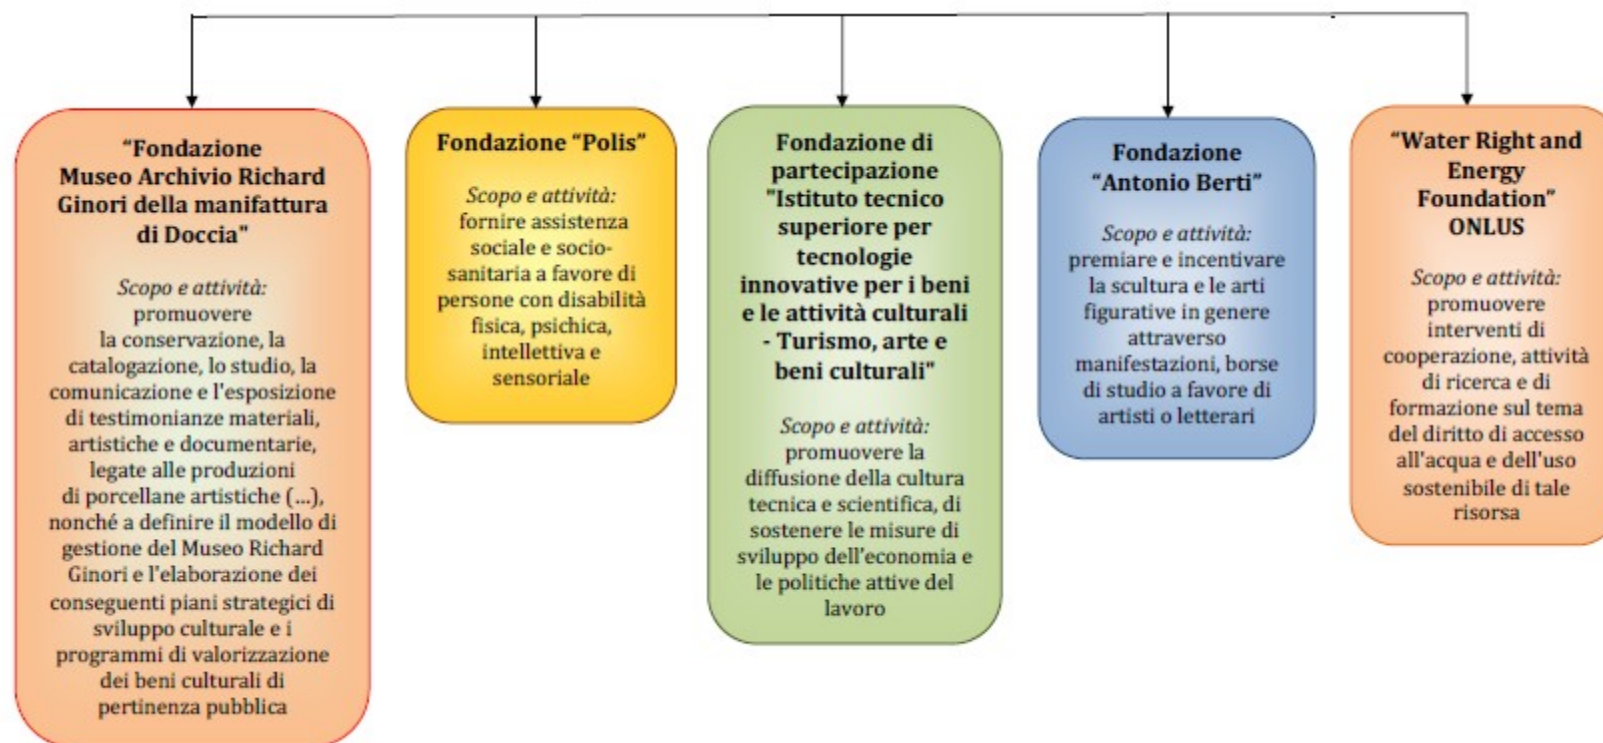 “Fondazione
Museo Archivio Richard
Ginori della manifattura
di Doccia"
Scopo e attività:
promuovere
la conservazione, la
catalogazione, lo studio, la
comunicazione e l'esposizione
di testimonianze materiali,
artistiche e documentarie,
legate alle produzioni
di porcellane artistiche (...),
nonché a definire il modello di
gestione del Museo Richard
Ginori e l'elaborazione dei
conseguenti piani strategici di
sviluppo culturale e i
programmi di valorizzazione
dei beni culturali di
pertinenza pubblica
Fondazione “Polis”
Scopo e attività:
fornire assistenza
sociale e socio-
sanitaria a favore di
persone con disabilità
fisica, psichica,
intellettiva e
sensoriale
Fondazione di
partecipazione
"Istituto tecnico
superiore per
tecnologie
innovative per i beni
e le attività culturali
- Turismo, arte e
beni culturali"
Scopo e attività:
promuovere la
diffusione della cultura
tecnica e scientifica, di
sostenere le misure di
sviluppo dell'economia e
le politiche attive del
lavoro
Fondazione
“Antonio Berti”
Scopo e attività:
premiare e incentivare
la scultura e le arti
figurative in genere
attraverso
manifestazioni, borse
di studio a favore di
artisti o letterari
“Water Right and
Energy
Foundation”
ONLUS
Scopo e attività:
promuovere
interventi di
cooperazione, attività
di ricerca e di
formazione sul tema
del diritto di accesso
all'acqua e dell'uso
sostenibile di tale
risorsa